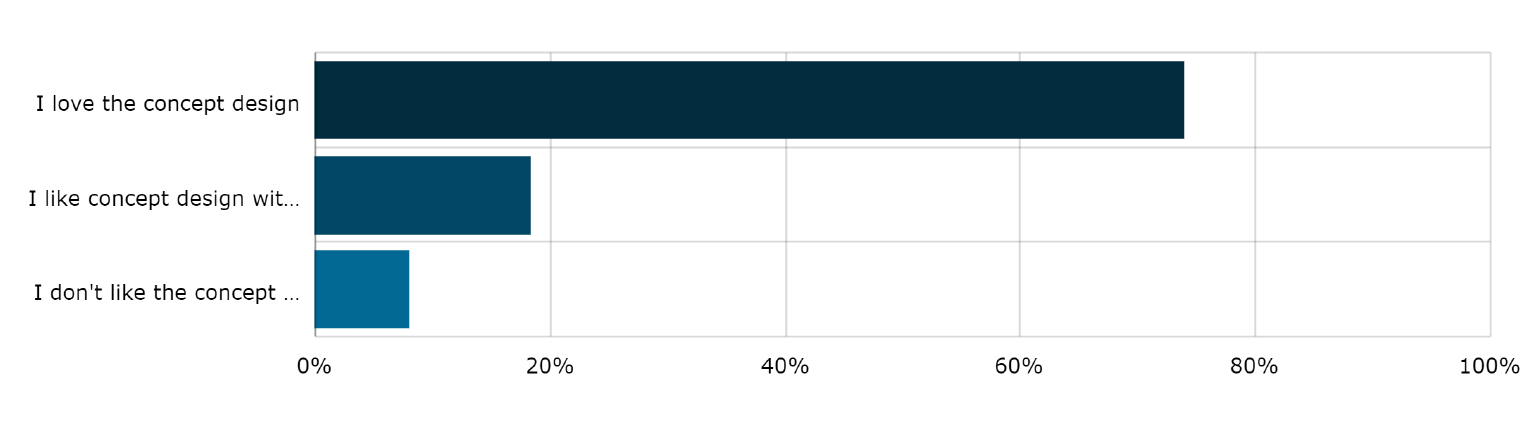 I love the concept design
I like concept design wit...
I don't like the concept ...
0% 20% 40% 60% 80% 100%